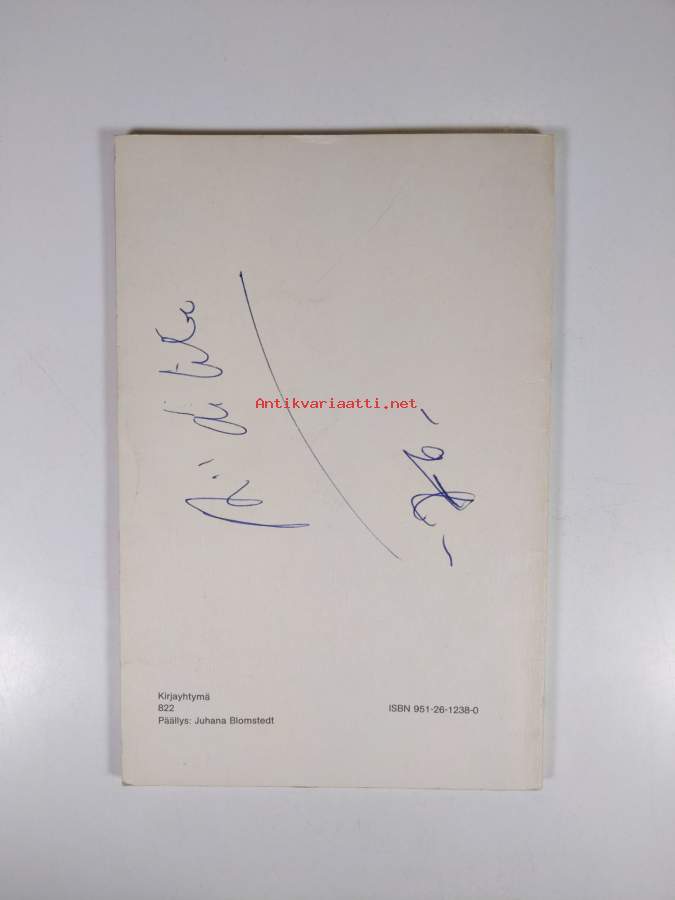 Antikvariaatti.net
Kirjayhtymä
822
Päällys: Juhana Blomstedt
ISBN 951-26-1238-0